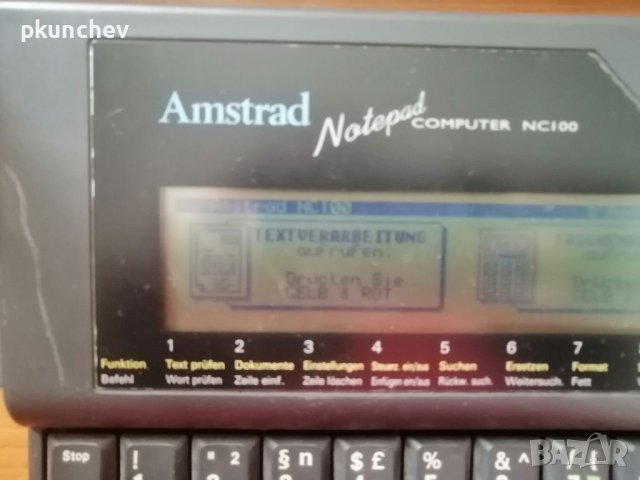 pkunchev
Amstrad Notepad COMPUTER NC100
Amstrad NC100
TEXTVERARBEITUNG
aufrufen.
Drücken Sie
GELB & ROT
1 2 3 4 5 6 7
Funktion Text prüfen Dokumente Einstellungen Steuerz. ein/aus Suchen Ersetzen Format
Befehl Wort prüfen Zeile einf. Zeile löschen Einfügen ein/aus Rückw. such. Weitersuch. Fett
Stop ! " 2 § n $ £ % & ^
BAZAR